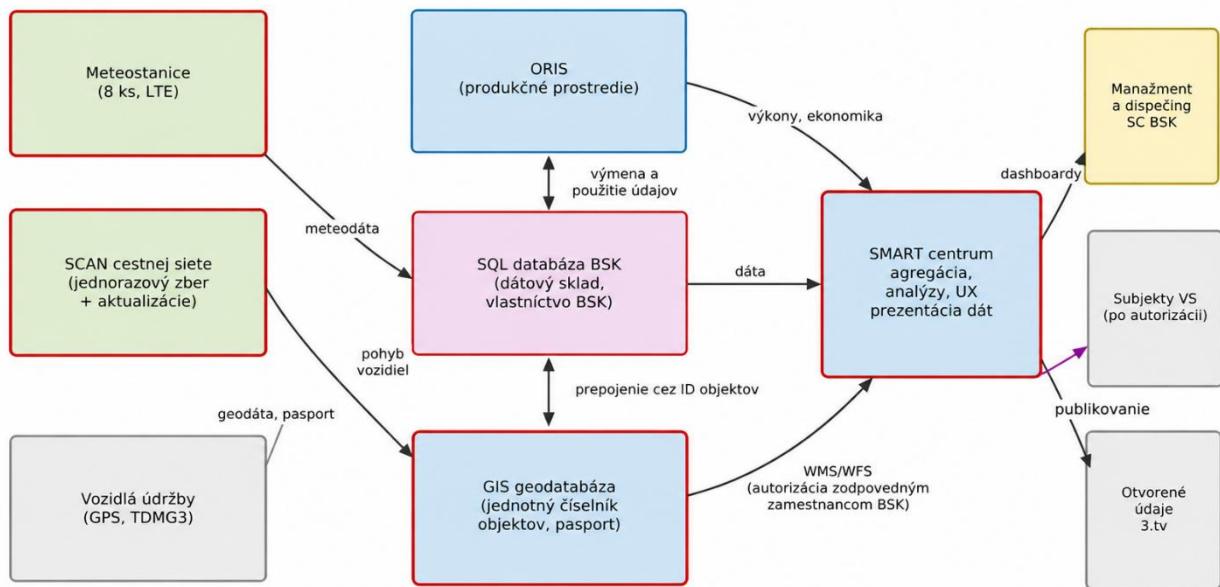 Meteostanice
(8 ks, LTE)
ORIS
(produkčné prostredie)
Manažment
a dispečing
SC BSK
výkony, ekonomika
dashboardy
výmena a
použitie údajov
meteodáta
SCAN cestnej siete
(jednorazový zber
+ aktualizácie)
SQL databáza BSK
(dátový sklad,
vlastníctvo BSK)
dáta
SMART centrum
agregácia,
analýzy, UX
prezentácia dát
Subjekty VS
(po autorizácii)
pohyb
vozidiel
prepojenie cez ID objektov
geodáta, pasport
publikovanie
Vozidlá údržby
(GPS, TDMG3)
GIS geodatabáza
(jednotný číselník
objektov, pasport)
WMS/WFS
(autorizácia zodpovedným
zamestnancom BSK)
Otvorené
údaje
3.tv